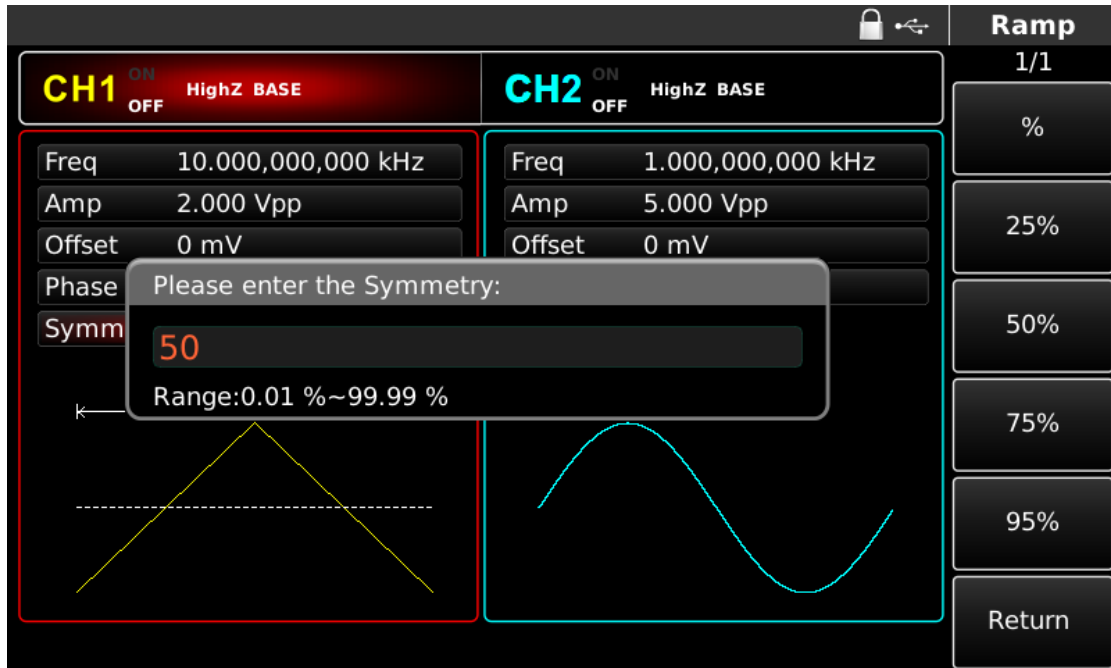 Ramp
1/1
CH1 ON OFF HighZ BASE
CH2 ON OFF HighZ BASE
Freq 10.000,000,000 kHz
Amp 2.000 Vpp
Offset 0 mV
Phase
Symm
Freq 1.000,000,000 kHz
Amp 5.000 Vpp
Offset 0 mV
Please enter the Symmetry:
50
Range:0.01 %~99.99 %
%
25%
50%
75%
95%
Return